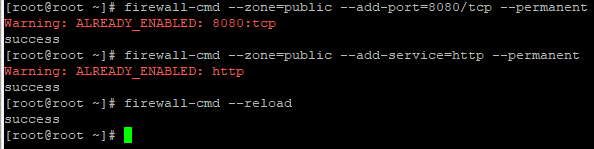 [root@root ~]# firewall-cmd --zone=public --add-port=8080/tcp --permanent
Warning: ALREADY_ENABLED: 8080:tcp
success
[root@root ~]# firewall-cmd --zone=public --add-service=http --permanent
Warning: ALREADY_ENABLED: http
success
[root@root ~]# firewall-cmd --reload
success
[root@root ~]#